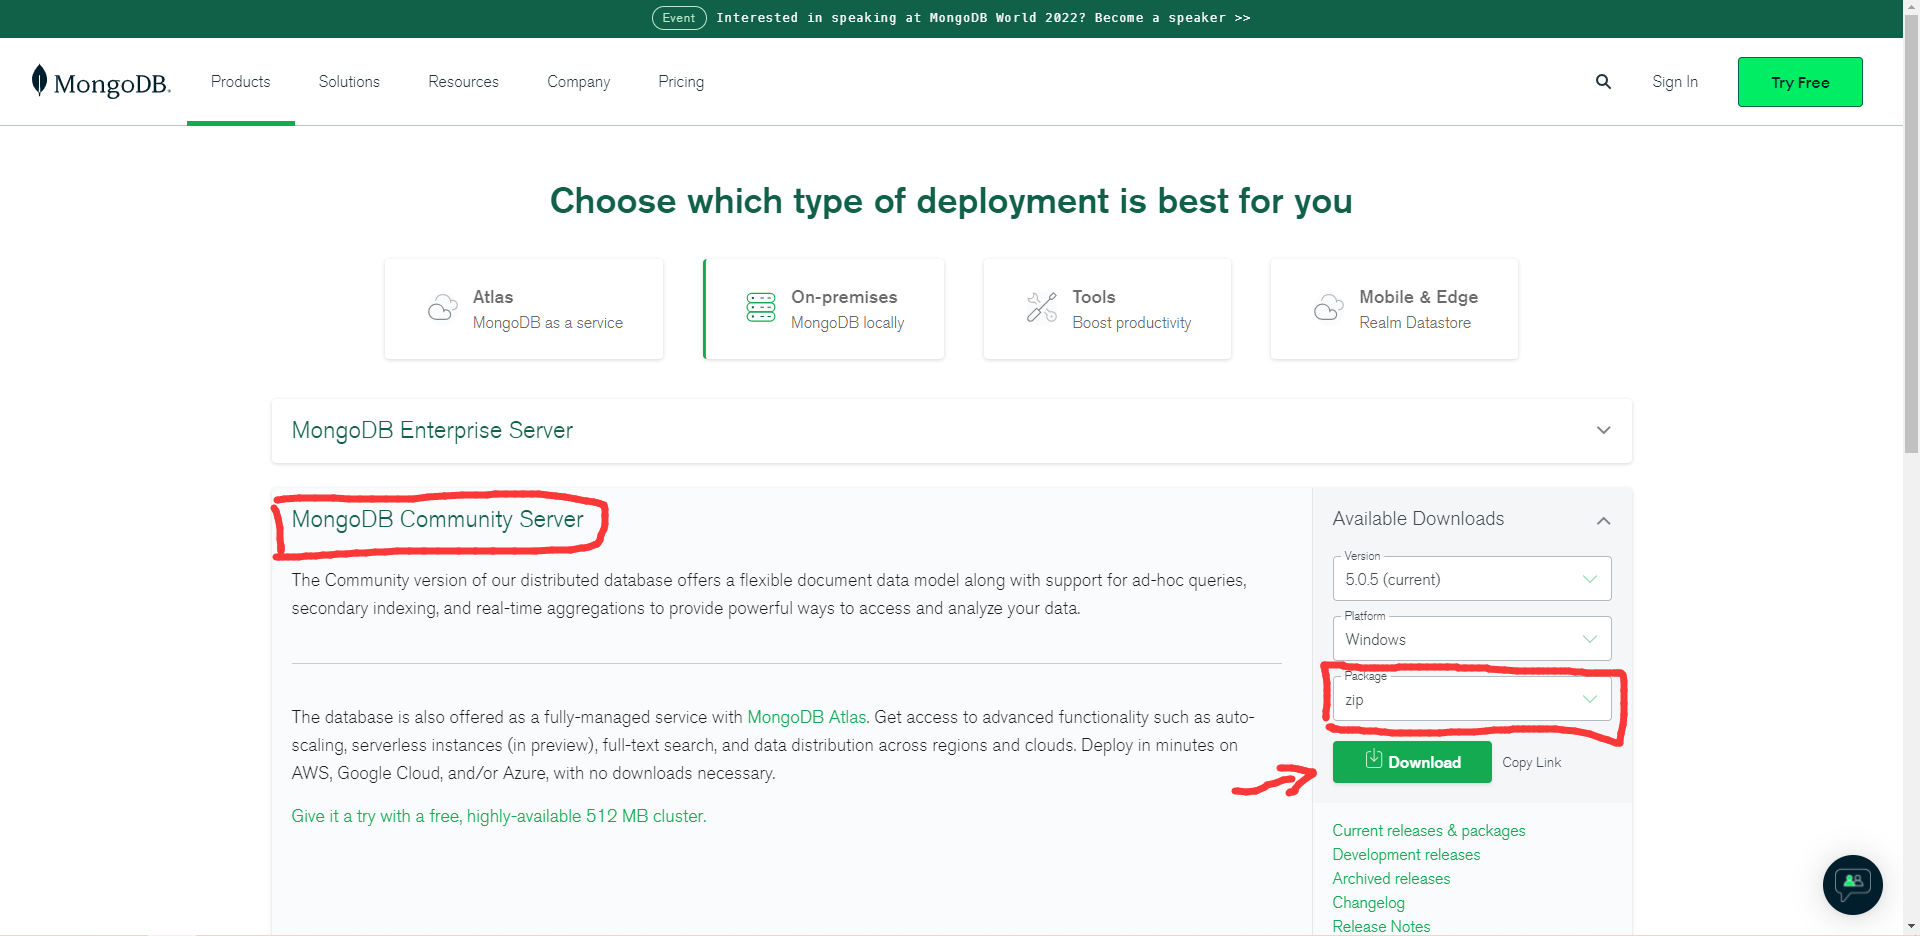 Event Interested in speaking at MongoDB World 2022? Become a speaker >>
MongoDB. Products Solutions Resources Company Pricing Sign In Try Free
Choose which type of deployment is best for you
Atlas
MongoDB as a service
On-premises
MongoDB locally
Tools
Boost productivity
Mobile & Edge
Realm Datastore
MongoDB Enterprise Server
MongoDB Community Server
The Community version of our distributed database offers a flexible document data model along with support for ad-hoc queries,
secondary indexing, and real-time aggregations to provide powerful ways to access and analyze your data.
The database is also offered as a fully-managed service with MongoDB Atlas. Get access to advanced functionality such as auto-
scaling, serverless instances (in preview), full-text search, and data distribution across regions and clouds. Deploy in minutes on
AWS, Google Cloud, and/or Azure, with no downloads necessary.
Give it a try with a free, highly-available 512 MB cluster.
Available Downloads
Version
5.0.5 (current)
Platform
Windows
Package
zip
Download Copy Link
Current releases & packages
Development releases
Archived releases
Changelog
Release Notes